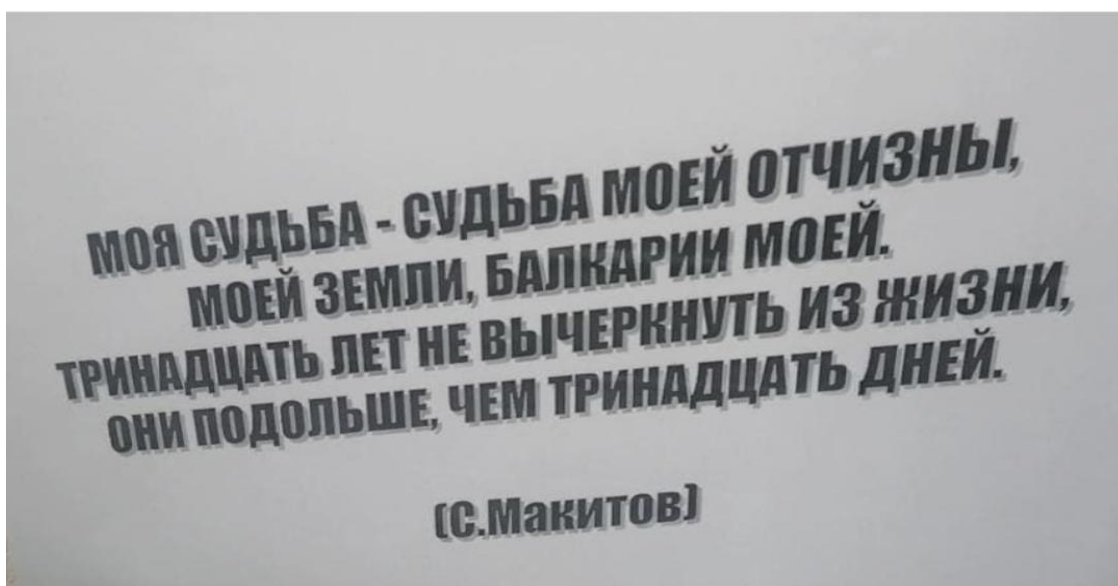 МОЯ СУДЬБА - СУДЬБА МОЕЙ ОТЧИЗНЫ,
МОЕЙ ЗЕМЛИ, БАЛКАРИИ МОЕЙ.
ТРИНАДЦАТЬ ЛЕТ НЕ ВЫЧЕРКНУТЬ ИЗ ЖИЗНИ,
ОНИ ПОДОЛЬШЕ, ЧЕМ ТРИНАДЦАТЬ ДНЕЙ.
(С.Макитов)